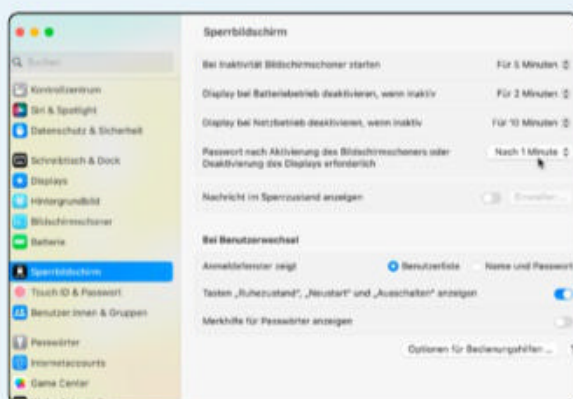 Sperrbildschirm
Suchen
Bei Inaktivität Bildschirmschoner starten Für 5 Minuten
Kontrollzentrum
Siri & Spotlight
Display bei Batteriebetrieb deaktivieren, wenn inaktiv Für 2 Minuten
Datenschutz & Sicherheit
Display bei Netzbetrieb deaktivieren, wenn inaktiv Für 10 Minuten
Schreibtisch & Dock
Passwort nach Aktivierung des Bildschirmschoners oder Nach 1 Minute
Deaktivierung des Displays erforderlich
Displays
Hintergrundbild
Nachricht im Sperrzustand anzeigen Einstellen ...
Bildschirmschoner
Batterie
Bei Benutzerwechsel
Sperrbildschirm
Anmeldefenster zeigt Benutzerliste Name und Passwort
Touch ID & Passwort
Tasten „Ruhezustand“, „Neustart“ und „Ausschalten“ anzeigen
Benutzer:innen & Gruppen
Merkhilfe für Passwörter anzeigen
Passwörter
Optionen für Bedienungshilfen ...
Internetaccounts
Game Center